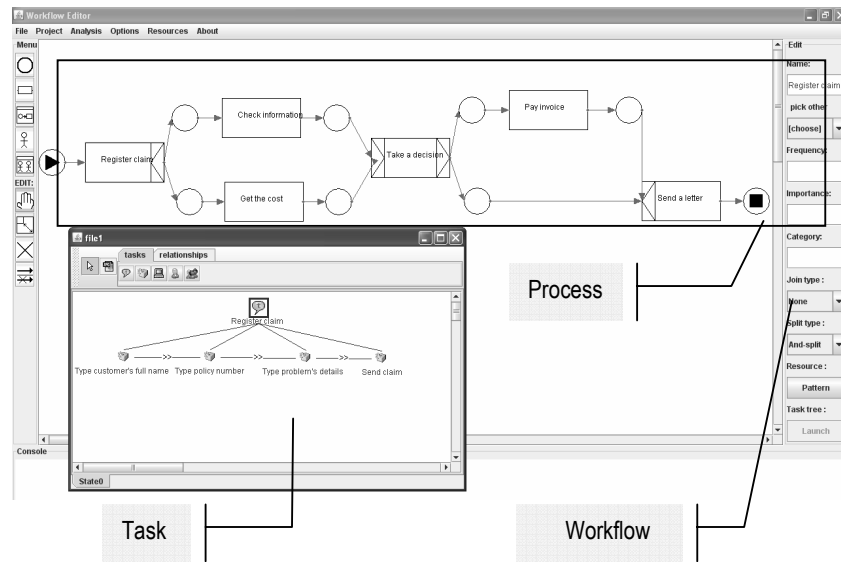 Workflow Editor
File Project Analysis Options Resources About
Menu
Edit
Name:
Register claim
pick other
[choose]
Frequency:
Importance:
Category:
Join type :
None
Split type :
And-split
Resource :
Pattern
Task tree :
Launch
EDIT:
Check information
Pay invoice
Register claim
Take a decision
Get the cost
Send a letter
file1
tasks relationships
Register claim
>> >> >>
Type customer's full name Type policy number Type problem's details Send claim
State0
Console
Process
Task
Workflow